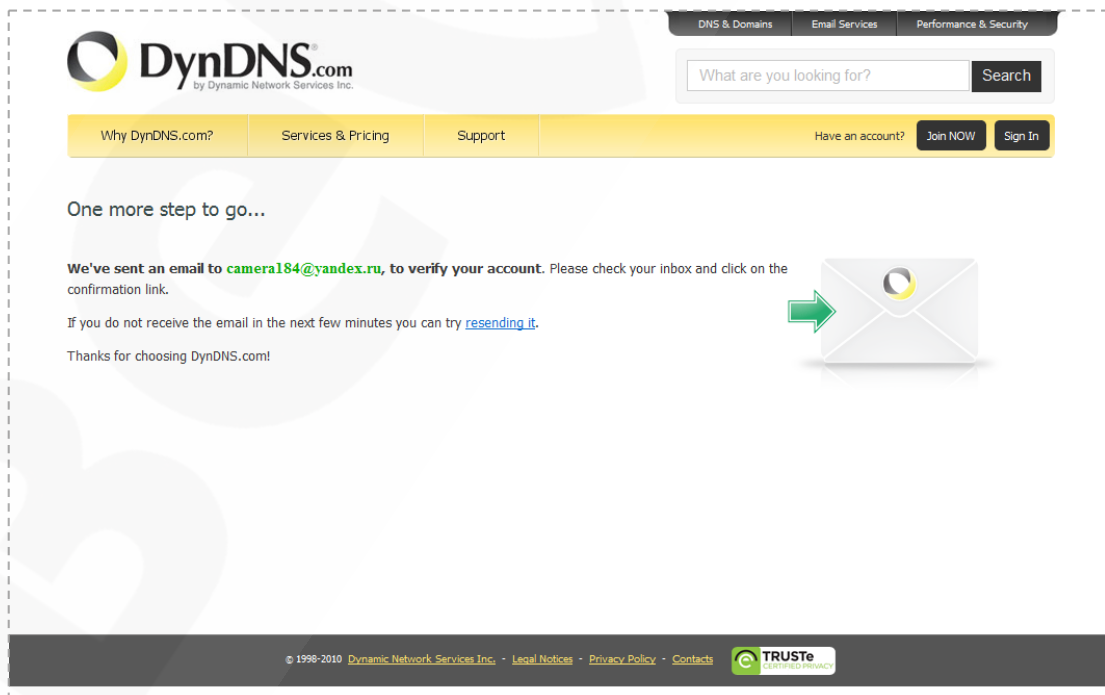 DNS & Domains Email Services Performance & Security
DynDNS.com
by Dynamic Network Services Inc.
What are you looking for? Search
Why DynDNS.com? Services & Pricing Support Have an account? Join NOW Sign In
One more step to go...
We've sent an email to camera184@yandex.ru, to verify your account. Please check your inbox and click on the
confirmation link.
If you do not receive the email in the next few minutes you can try resending it.
Thanks for choosing DynDNS.com!
© 1998-2010 Dynamic Network Services Inc. - Legal Notices - Privacy Policy - Contacts
TRUSTe
CERTIFIED PRIVACY